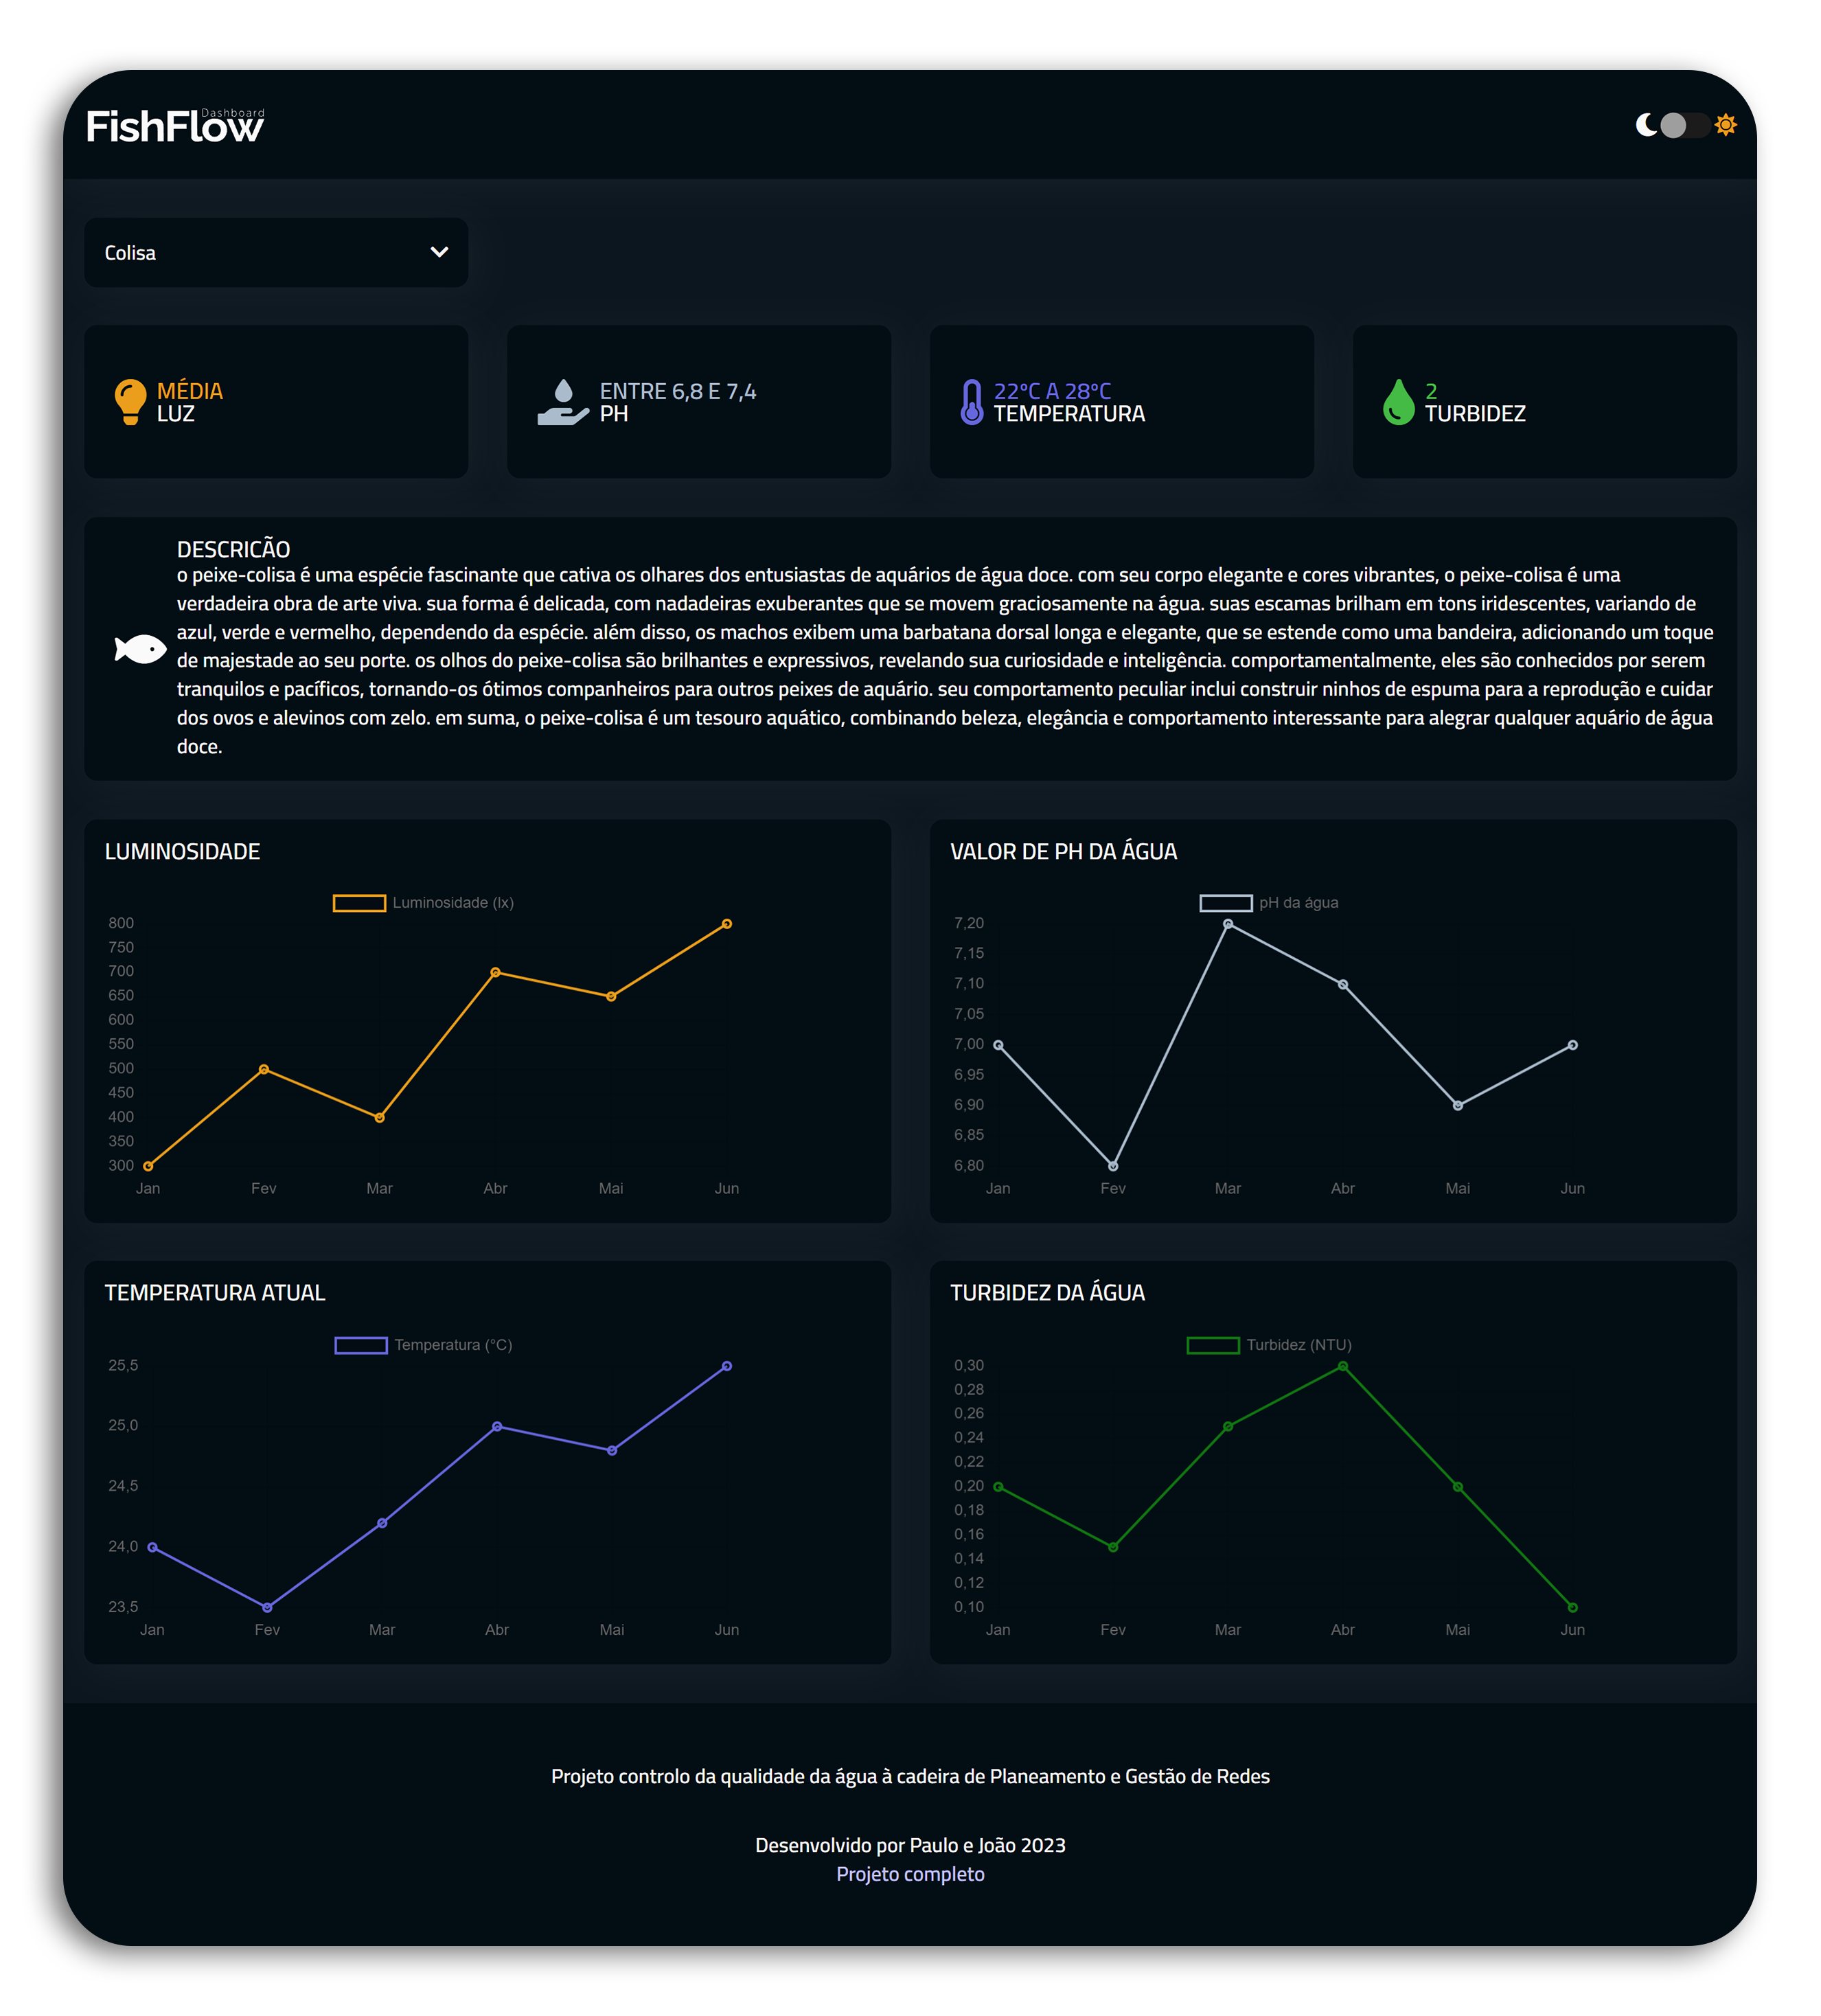 Dashboard
FishFlow
Colisa
MÉDIA
LUZ
ENTRE 6,8 E 7,4
PH
22°C A 28°C
TEMPERATURA
2
TURBIDEZ
DESCRICÃO
o peixe-colisa é uma espécie fascinante que cativa os olhares dos entusiastas de aquários de água doce. com seu corpo elegante e cores vibrantes, o peixe-colisa é uma
verdadeira obra de arte viva. sua forma é delicada, com nadadeiras exuberantes que se movem graciosamente na água. suas escamas brilham em tons iridescentes, variando de
azul, verde e vermelho, dependendo da espécie. além disso, os machos exibem uma barbatana dorsal longa e elegante, que se estende como uma bandeira, adicionando um toque
de majestade ao seu porte. os olhos do peixe-colisa são brilhantes e expressivos, revelando sua curiosidade e inteligência. comportamentalmente, eles são conhecidos por serem
tranquilos e pacíficos, tornando-os ótimos companheiros para outros peixes de aquário. seu comportamento peculiar inclui construir ninhos de espuma para a reprodução e cuidar
dos ovos e alevinos com zelo. em suma, o peixe-colisa é um tesouro aquático, combinando beleza, elegância e comportamento interessante para alegrar qualquer aquário de água
doce.
LUMINOSIDADE
Luminosidade (lx)
800
750
700
650
600
550
500
450
400
350
300
Jan Fev Mar Abr Mai Jun
VALOR DE PH DA ÁGUA
pH da água
7,20
7,15
7,10
7,05
7,00
6,95
6,90
6,85
6,80
Jan Fev Mar Abr Mai Jun
TEMPERATURA ATUAL
Temperatura (°C)
25,5
25,0
24,5
24,0
23,5
Jan Fev Mar Abr Mai Jun
TURBIDEZ DA ÁGUA
Turbidez (NTU)
0,30
0,28
0,26
0,24
0,22
0,20
0,18
0,16
0,14
0,12
0,10
Jan Fev Mar Abr Mai Jun
Projeto controlo da qualidade da água à cadeira de Planeamento e Gestão de Redes
Desenvolvido por Paulo e João 2023
Projeto completo